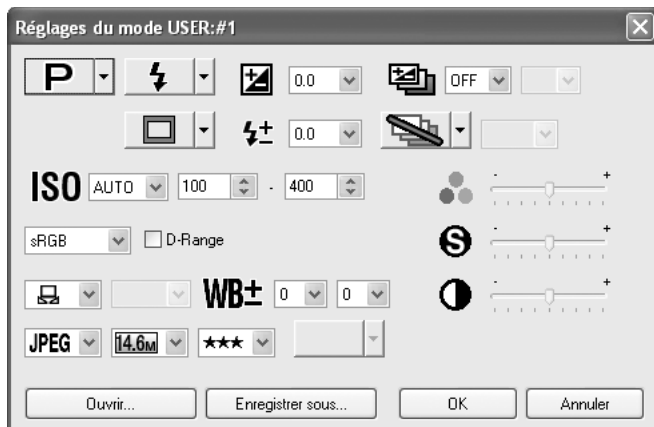 Réglages du mode USER:#1
P 0.0 OFF
0.0
ISO AUTO 100 - 400 - +
sRGB D-Range S - +
WB± 0 0 - +
JPEG 14.6M ★★★
Ouvrir... Enregistrer sous... OK Annuler